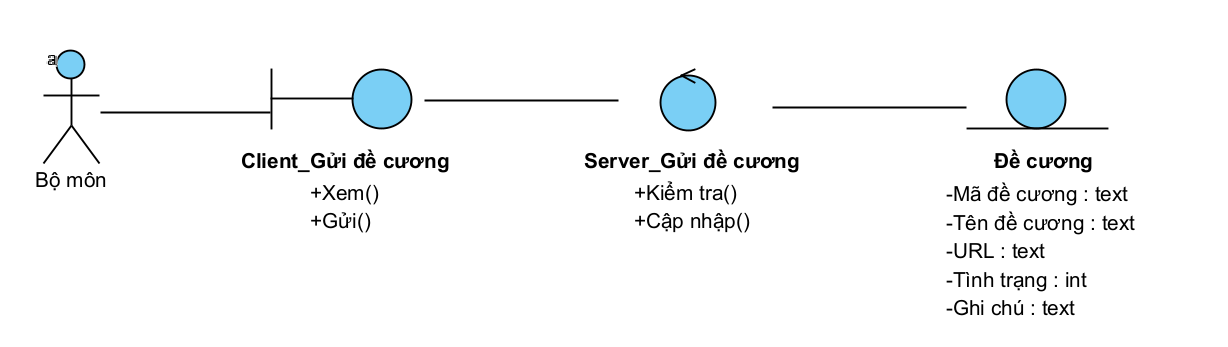 a
Bộ môn
Client_Gửi đề cương
+Xem()
+Gửi()
Server_Gửi đề cương
+Kiểm tra()
+Cập nhập()
Đề cương
-Mã đề cương : text
-Tên đề cương : text
-URL : text
-Tình trạng : int
-Ghi chú : text